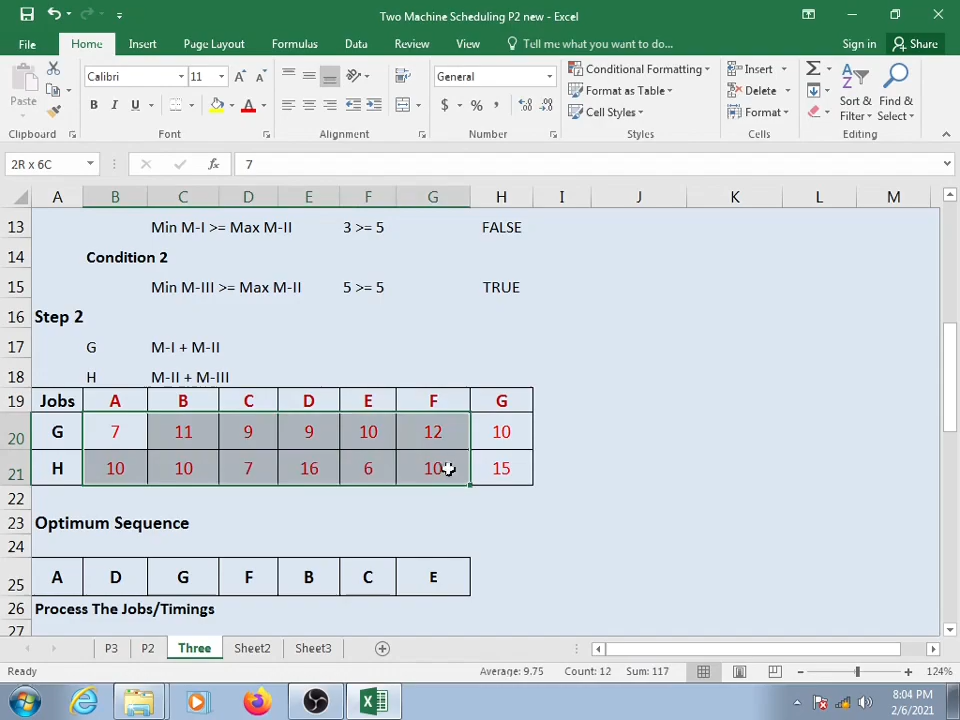 Two Machine Scheduling P2 new - Excel
File Home Insert Page Layout Formulas Data Review View Tell me what you want to do... Sign in Share
Calibri 11 General Conditional Formatting Insert
Paste B I U A $ % , Format as Table Delete Sort & Find &
Cell Styles Format Filter Select
Clipboard Font Alignment Number Styles Cells Editing
2R x 6C fx 7
A B C D E F G H I J K L M
13 Min M-I >= Max M-II 3 >= 5 FALSE
14 Condition 2
15 Min M-III >= Max M-II 5 >= 5 TRUE
16 Step 2
17 G M-I + M-II
18 H M-II + M-III
19 Jobs A B C D E F G
20 G 7 11 9 9 10 12 10
21 H 10 10 7 16 6 10 15
22
23 Optimum Sequence
24
25 A D G F B C E
26 Process The Jobs/Timings
27
P3 P2 Three Sheet2 Sheet3
Ready Average: 9.75 Count: 12 Sum: 117 124%
8:04 PM
2/6/2021